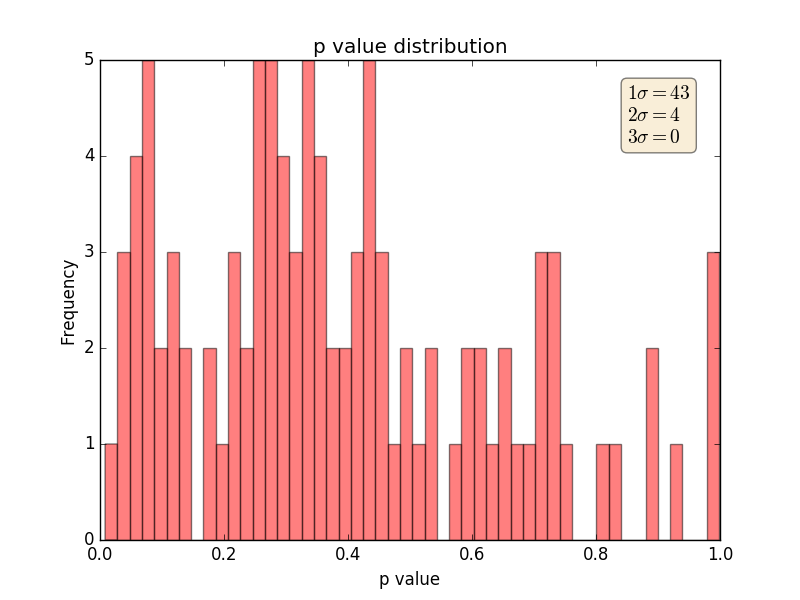 p value distribution
1σ = 43
2σ = 4
3σ = 0
5
4
3
2
1
0
Frequency
0.0 0.2 0.4 0.6 0.8 1.0
p value